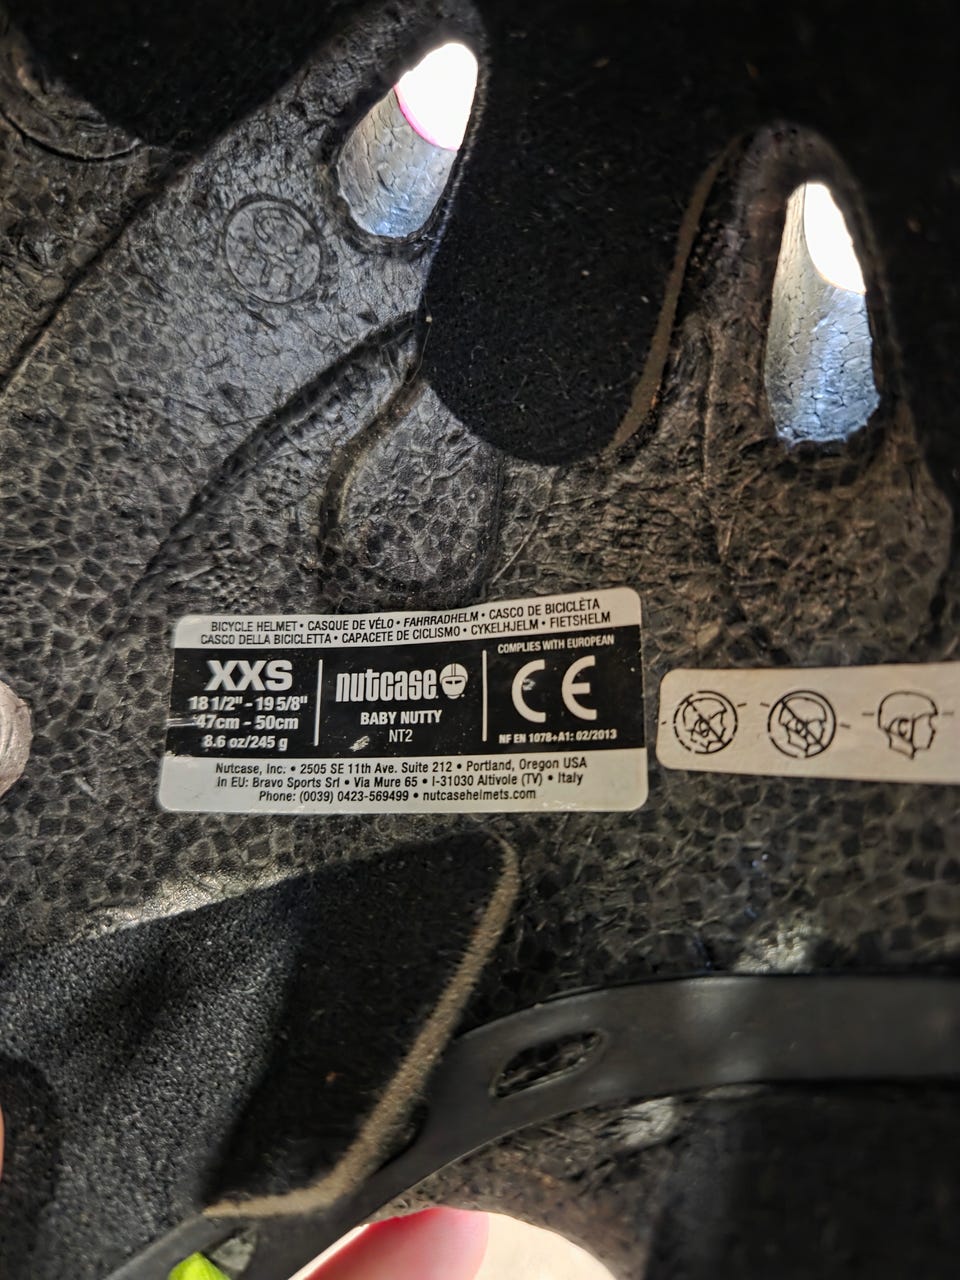 BICYCLE HELMET • CASQUE DE VÉLO • FAHRRADHELM • CASCO DE BICICLÈTA
CASCO DELLA BICICLETTA • CAPACETE DE CICLISMO • CYKELHJELM • FIETSHELM
XXS
18 1/2" - 19 5/8"
47cm - 50cm
8.6 oz/245 g
nutcase
BABY NUTTY
NT2
COMPLIES WITH EUROPEAN
CE
NF EN 1078+A1: 02/2013
Nutcase, Inc: • 2505 SE 11th Ave. Suite 212 • Portland, Oregon USA
In EU: Bravo Sports Srl • Via Mure 65 • I-31030 Altivole (TV) • Italy
Phone: (0039) 0423-569499 • nutcasehelmets.com